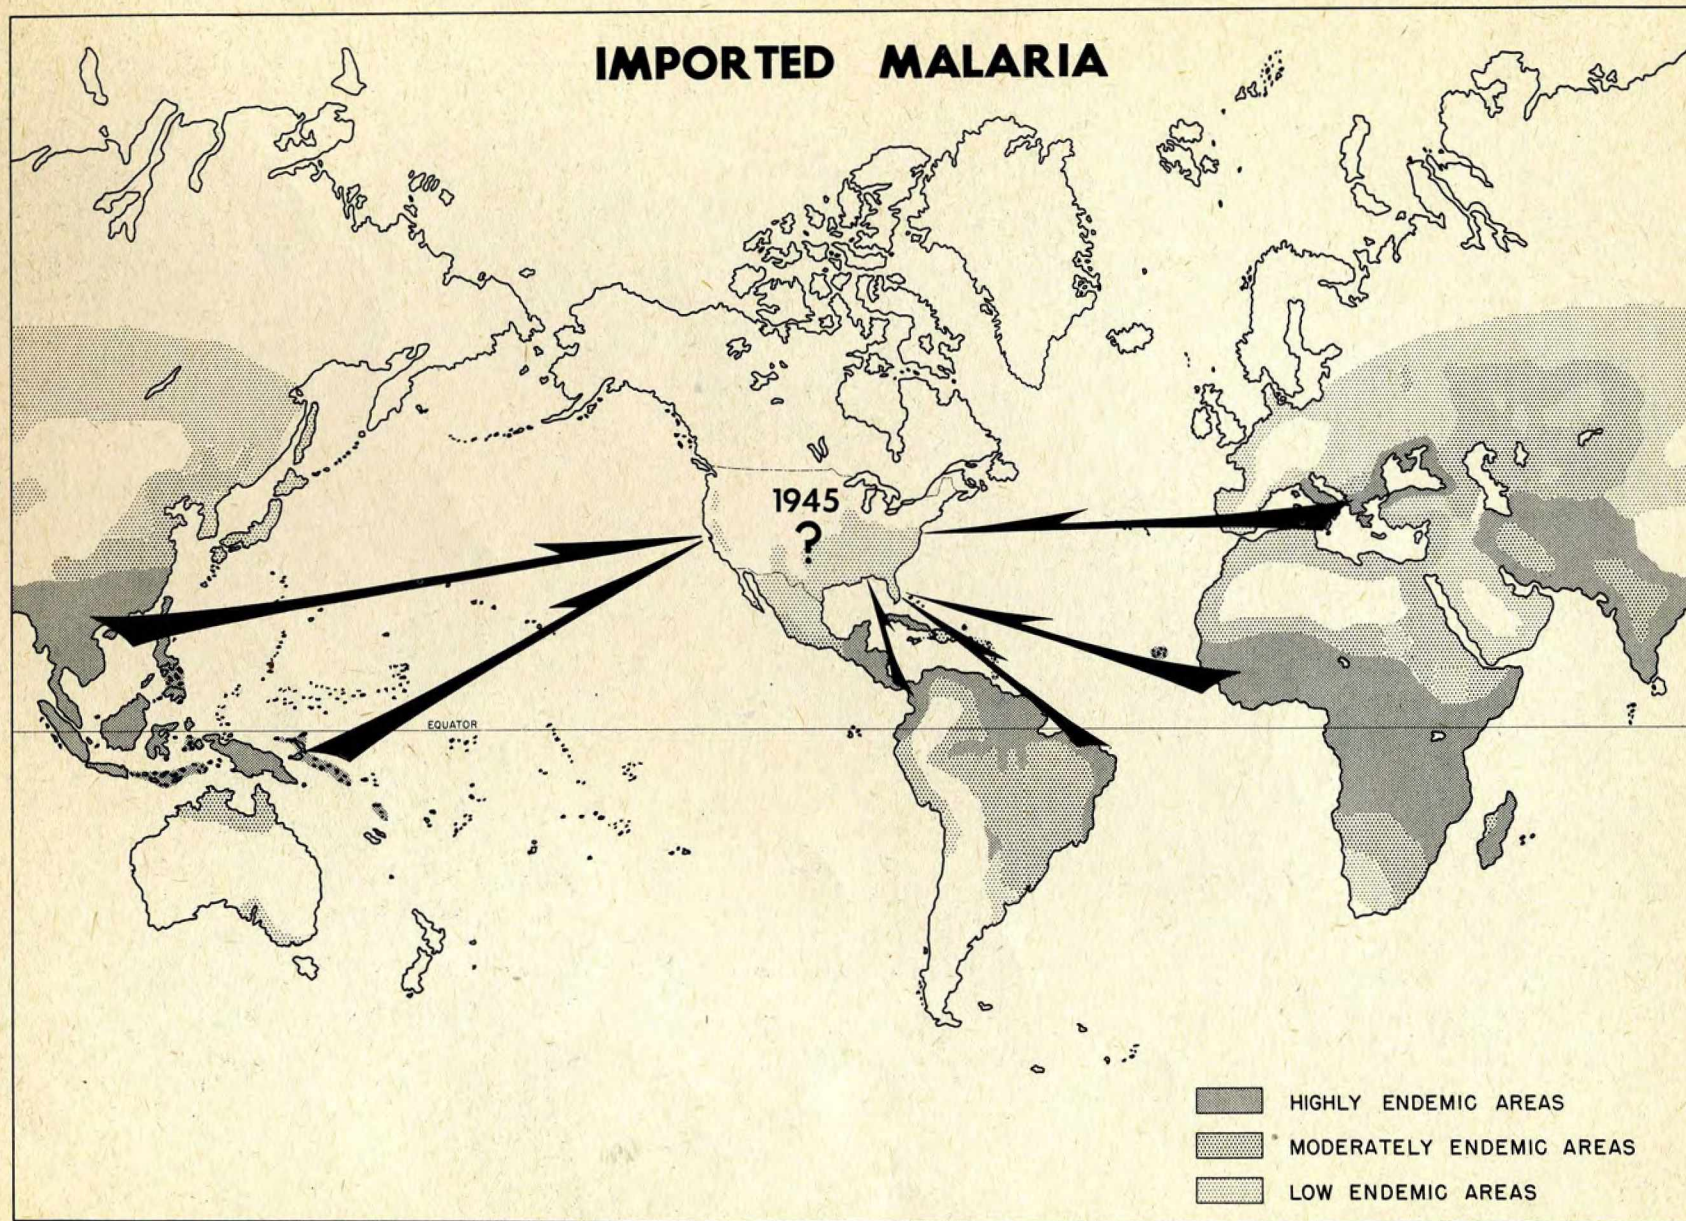 IMPORTED MALARIA
1945
?
EQUATOR
HIGHLY ENDEMIC AREAS
MODERATELY ENDEMIC AREAS
LOW ENDEMIC AREAS